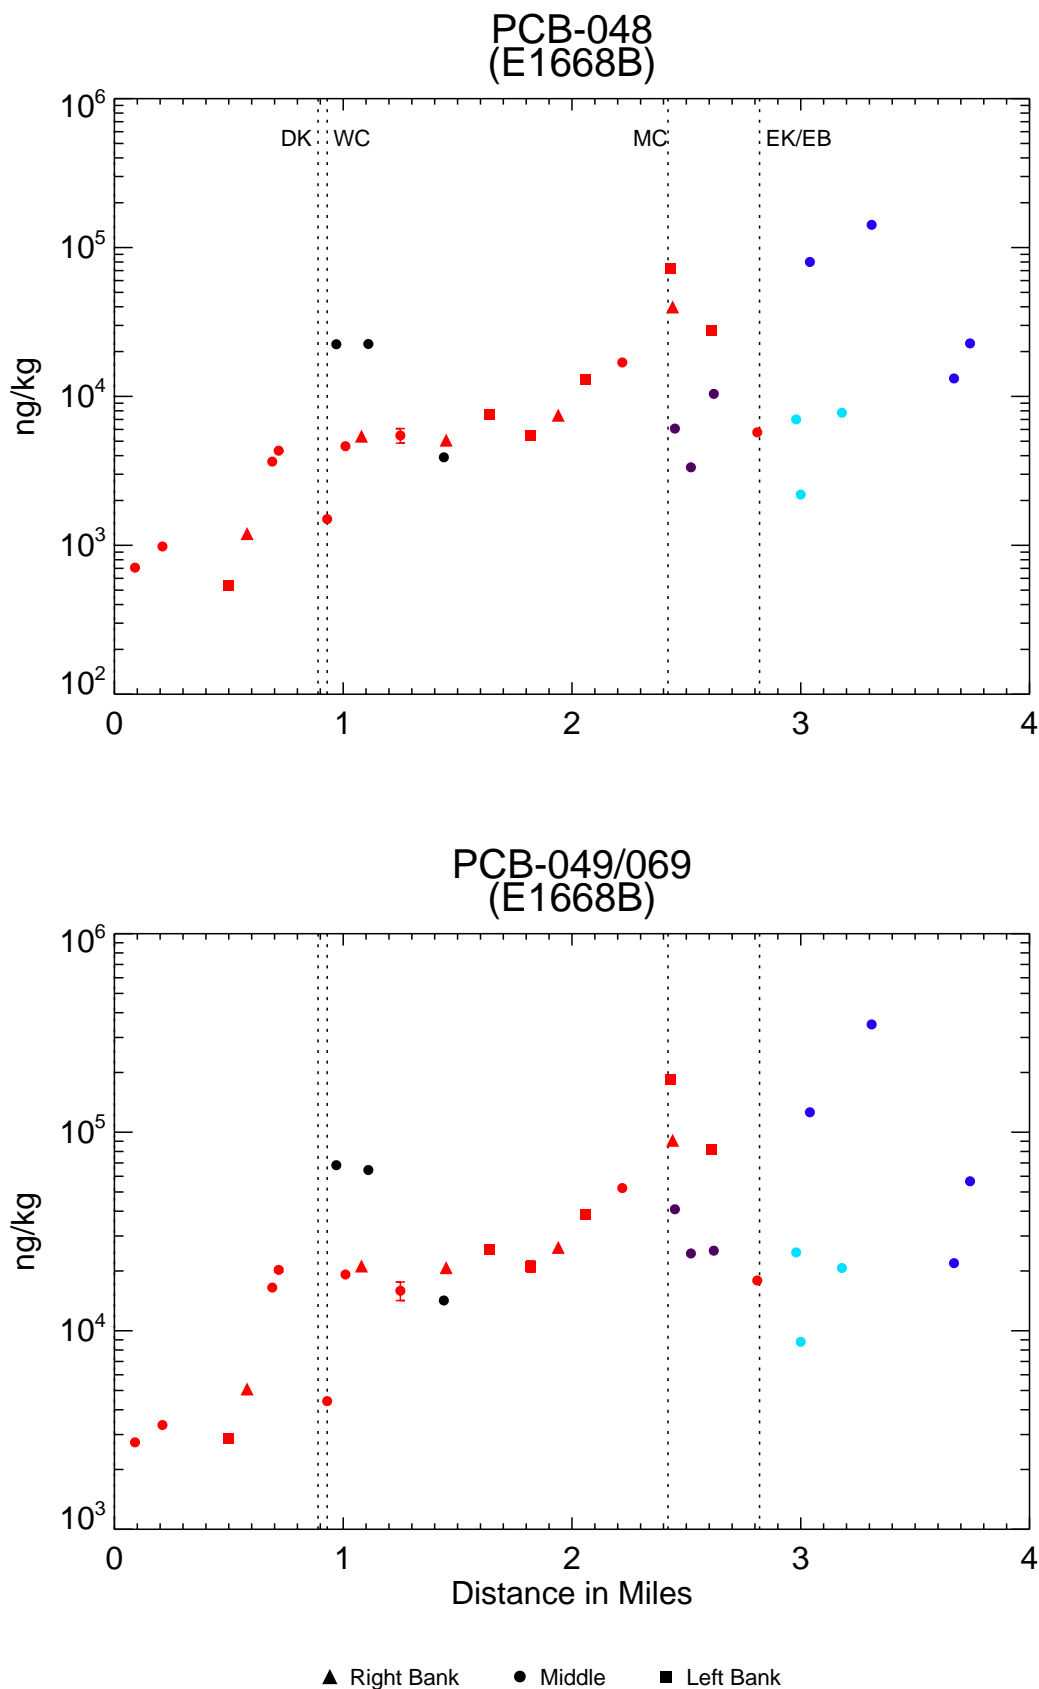 PCB-048
(E1668B)
10^6
DK WC MC EK/EB
10^5
ng/kg
10^4
10^3
10^2
0 1 2 3 4
PCB-049/069
(E1668B)
10^6
10^5
ng/kg
10^4
10^3
0 1 2 3 4
Distance in Miles
Right Bank Middle Left Bank